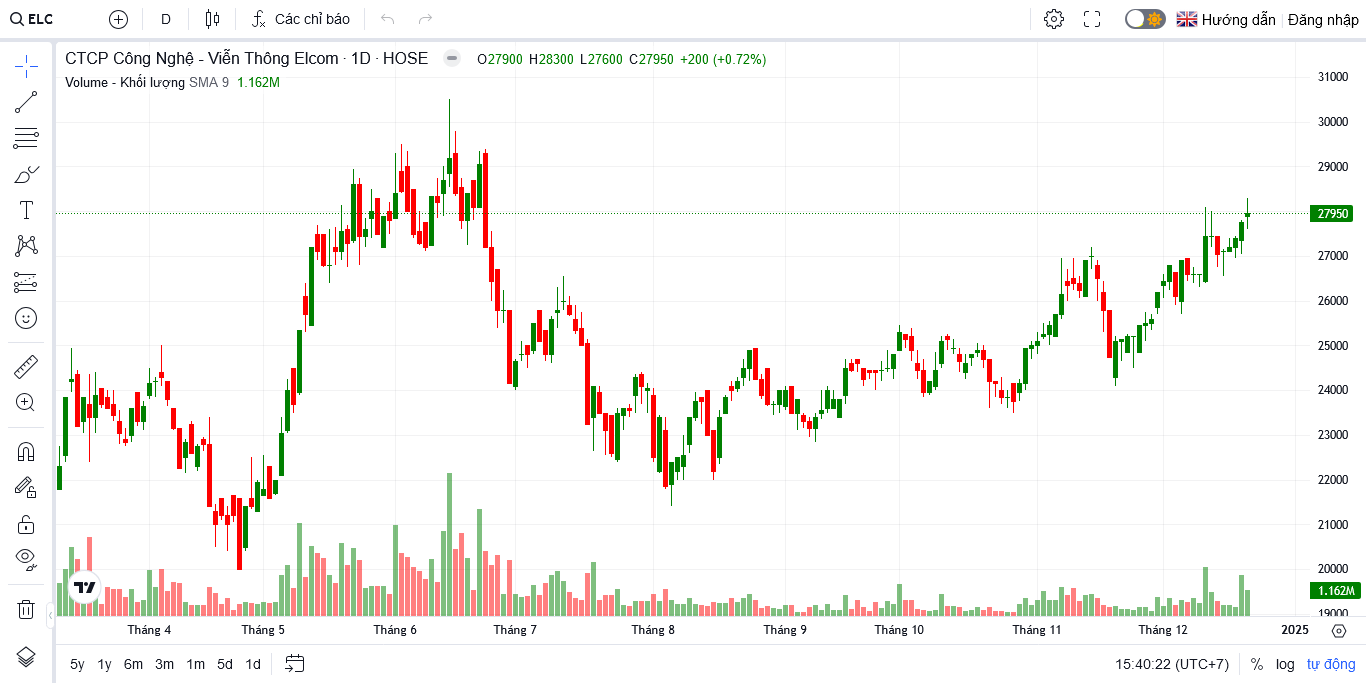 ELC D Các chỉ báo Hướng dẫn Đăng nhập
CTCP Công Nghệ - Viễn Thông Elcom · 1D · HOSE O27900 H28300 L27600 C27950 +200 (+0.72%)
Volume - Khối lượng SMA 9 1.162M
31000
30000
29000
27950
27000
26000
25000
24000
23000
22000
21000
20000
1.162M
19000
Tháng 4 Tháng 5 Tháng 6 Tháng 7 Tháng 8 Tháng 9 Tháng 10 Tháng 11 Tháng 12 2025
5y 1y 6m 3m 1m 5d 1d 15:40:22 (UTC+7) % log tự động